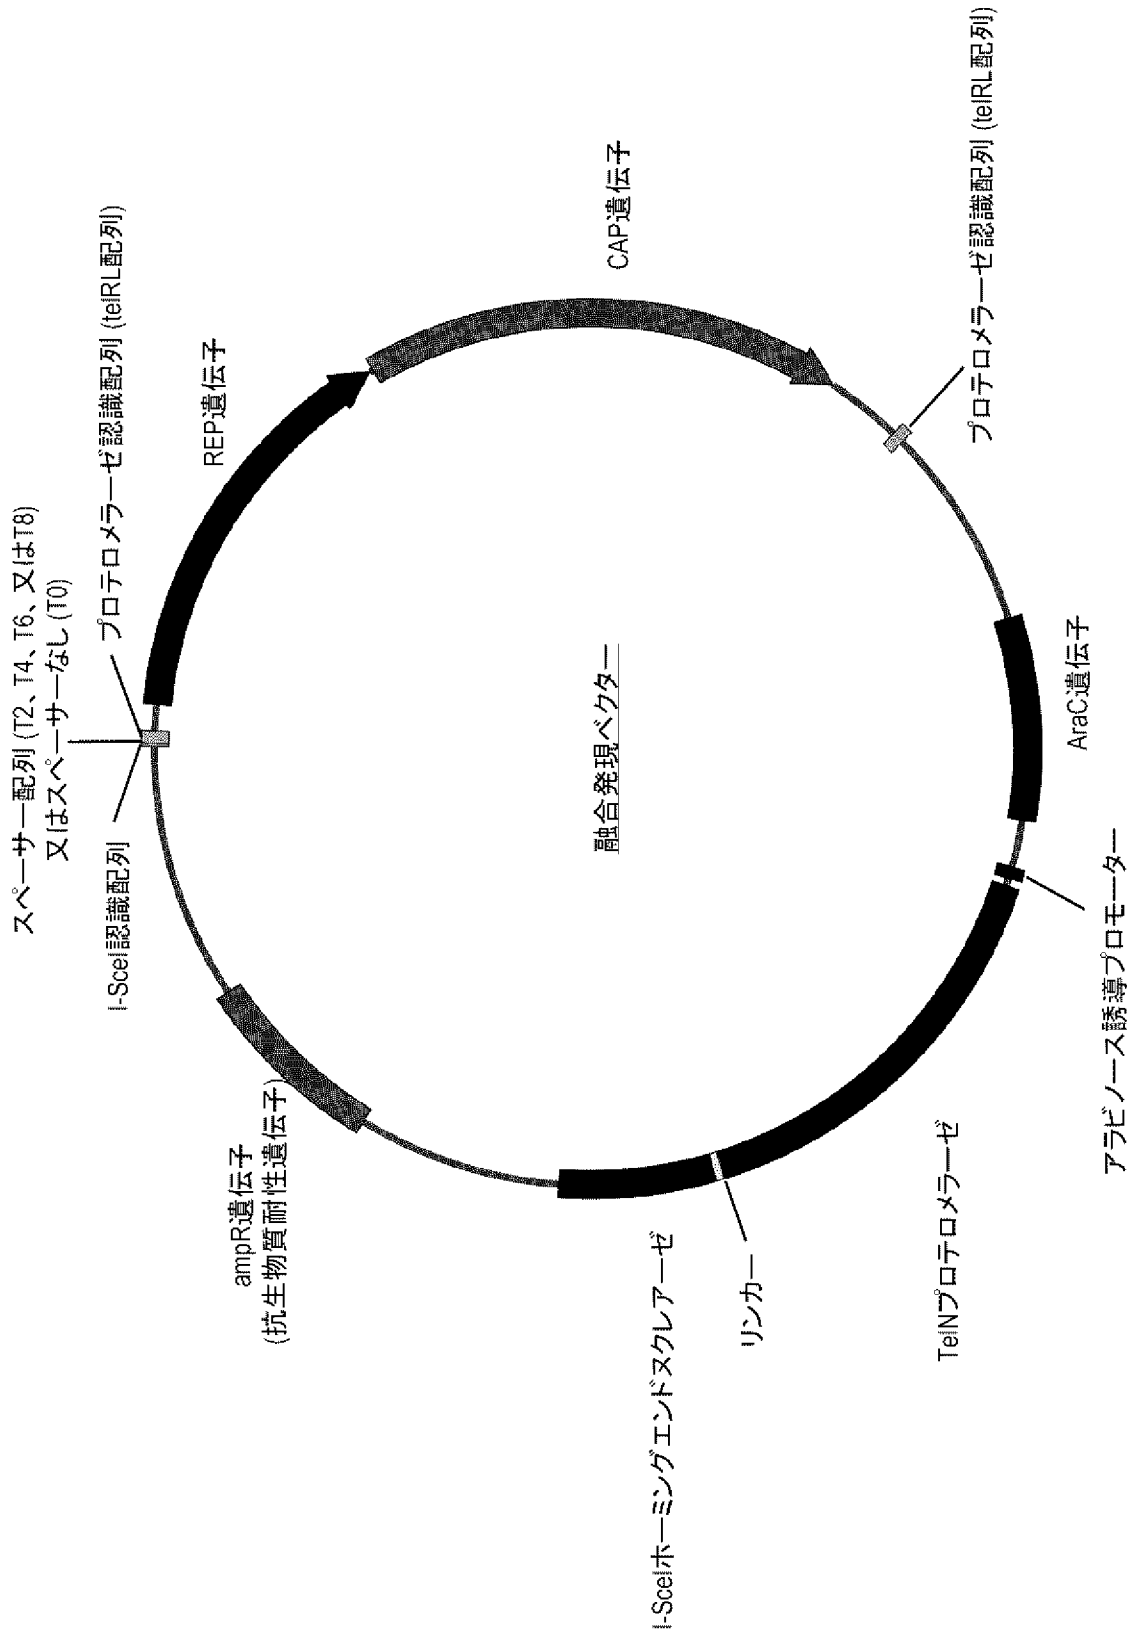 スペーサー配列 (T2、T4、T6、又はT8)
又はスペーサーなし (T0)
プロテロメラーゼ認識配列 (telRL配列)
I-SceI認識配列
REP遺伝子
CAP遺伝子
プロテロメラーゼ認識配列 (telRL配列)
AraC遺伝子
アラビノース誘導プロモーター
TelNプロテロメラーゼ
リンカー
I-SceIホーミングエンドヌクレアーゼ
ampR遺伝子
(抗生物質耐性遺伝子)
融合発現ベクター